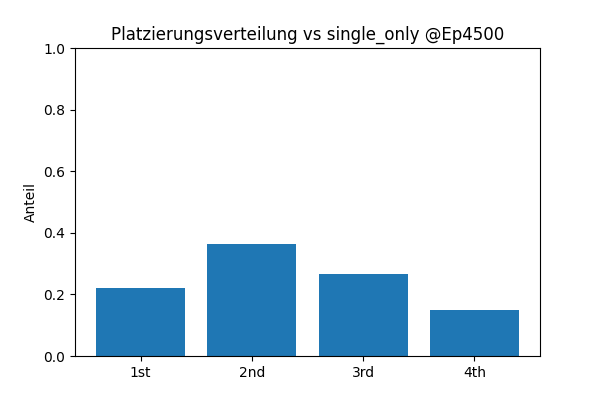 Platzierungsverteilung vs single_only @Ep4500
1.0
0.8
0.6
0.4
0.2
0.0
Anteil
1st
2nd
3rd
4th